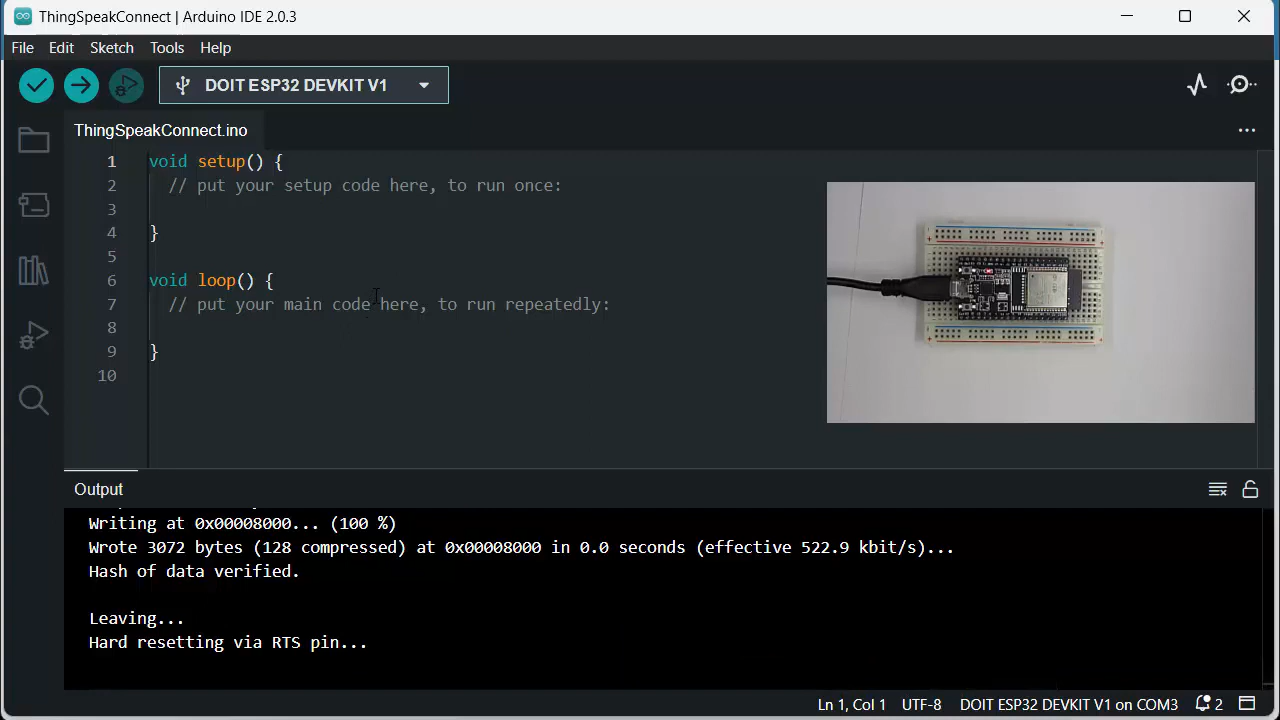 ThingSpeakConnect | Arduino IDE 2.0.3
File Edit Sketch Tools Help
DOIT ESP32 DEVKIT V1
ThingSpeakConnect.ino
1 void setup() {
2 // put your setup code here, to run once:
3
4 }
5
6 void loop() {
7 // put your main code here, to run repeatedly:
8
9 }
10
Output
Writing at 0x00008000... (100 %)
Wrote 3072 bytes (128 compressed) at 0x00008000 in 0.0 seconds (effective 522.9 kbit/s)...
Hash of data verified.
Leaving...
Hard resetting via RTS pin...
Ln 1, Col 1 UTF-8 DOIT ESP32 DEVKIT V1 on COM3 2